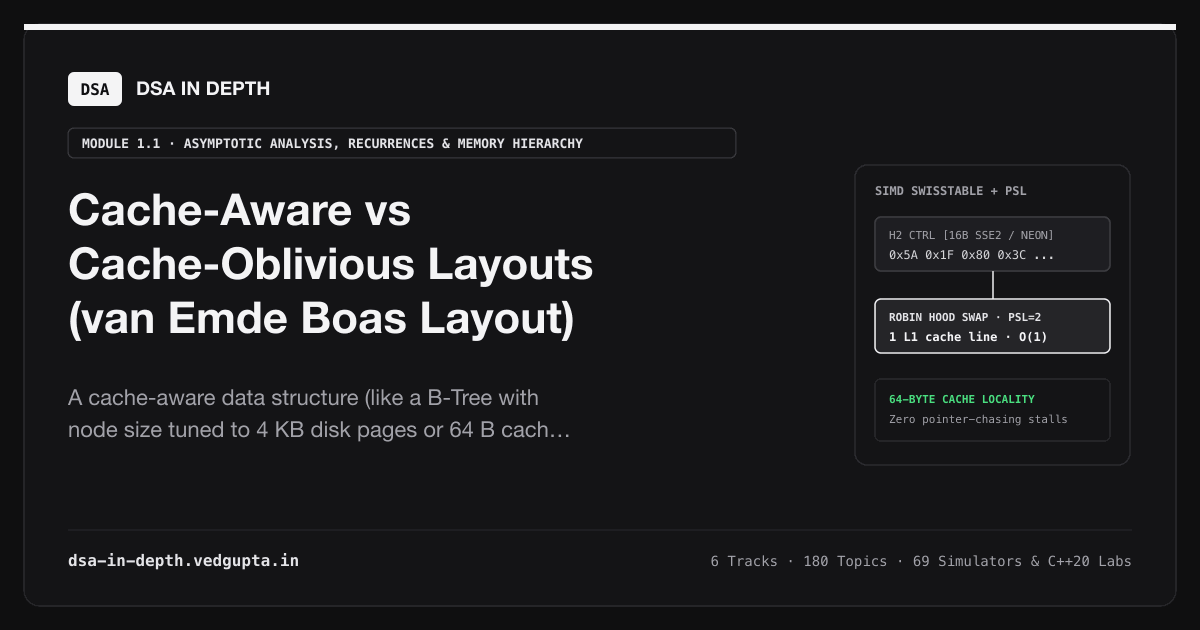 DSA
DSA IN DEPTH
MODULE 1.1 · ASYMPTOTIC ANALYSIS, RECURRENCES & MEMORY HIERARCHY
Cache-Aware vs
Cache-Oblivious Layouts
(van Emde Boas Layout)
A cache-aware data structure (like a B-Tree with
node size tuned to 4 KB disk pages or 64 B cach…
SIMD SWISSTABLE + PSL
H2 CTRL [16B SSE2 / NEON]
0x5A 0x1F 0x80 0x3C ...
ROBIN HOOD SWAP · PSL=2
1 L1 cache line · O(1)
64-BYTE CACHE LOCALITY
Zero pointer-chasing stalls
dsa-in-depth.vedgupta.in
6 Tracks · 180 Topics · 69 Simulators & C++20 Labs